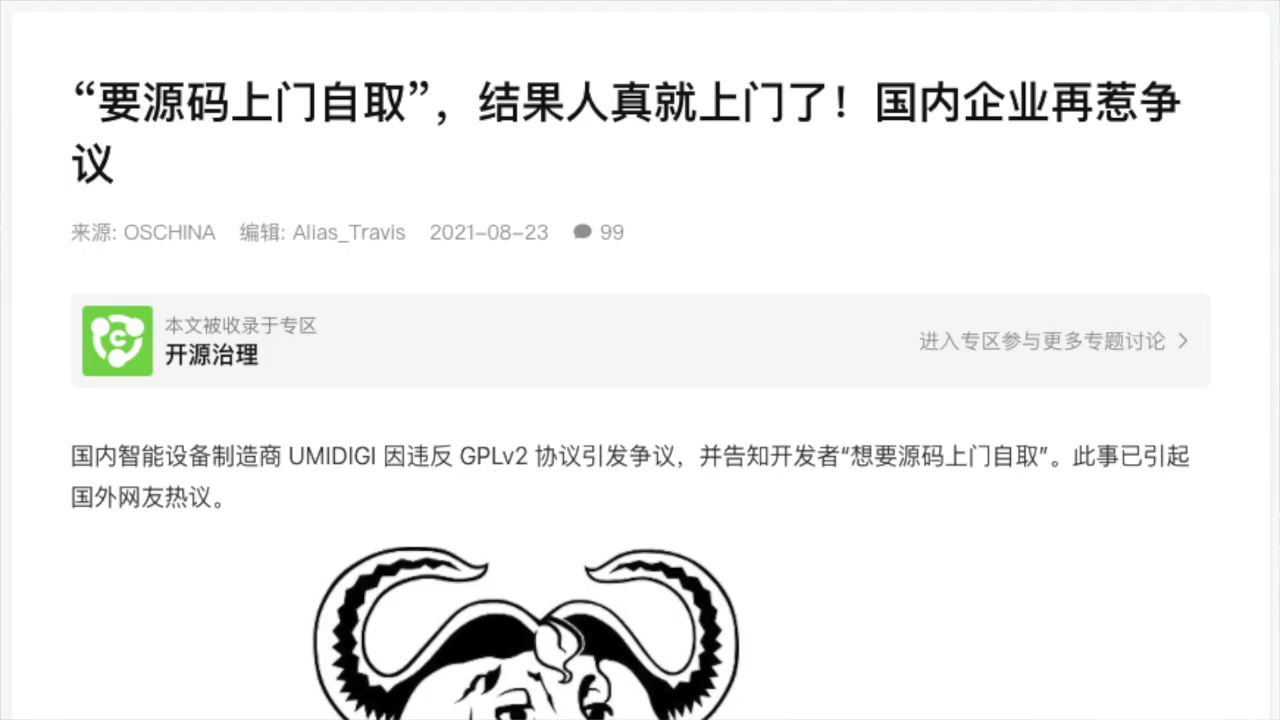 “要源码上门自取”，结果人真就上门了！国内企业再惹争
议
来源: OSCHINA 编辑: Alias_Travis 2021-08-23 99
本文被收录于专区
开源治理
进入专区参与更多专题讨论
国内智能设备制造商 UMIDIGI 因违反 GPLv2 协议引发争议，并告知开发者“想要源码上门自取”。此事已引起
国外网友热议。